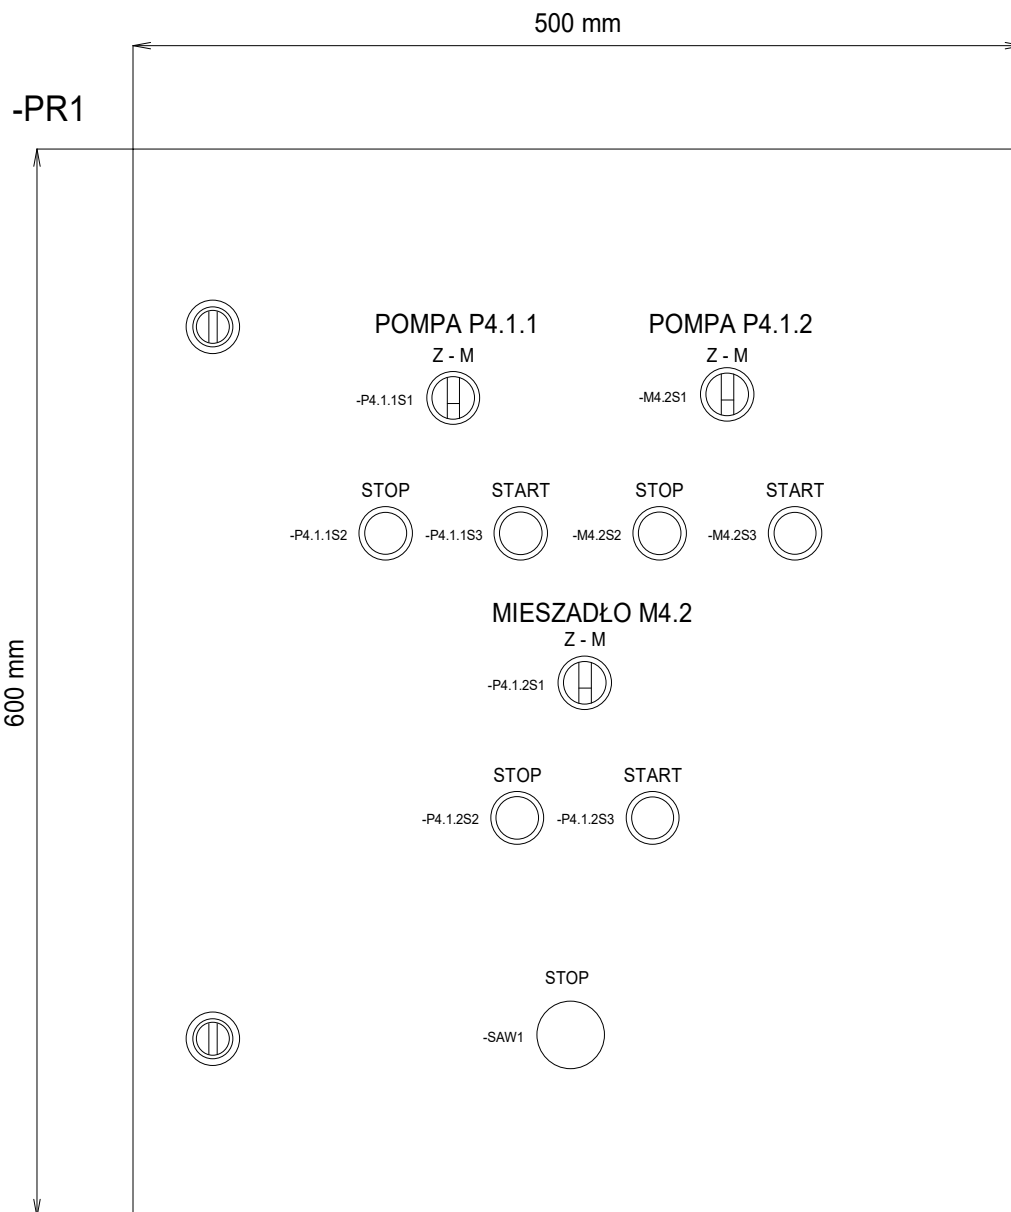 500 mm
-PR1
600 mm
POMPA P4.1.1
POMPA P4.1.2
Z - M
Z - M
-P4.1.1S1
-M4.2S1
STOP
START
STOP
START
-P4.1.1S2
-P4.1.1S3
-M4.2S2
-M4.2S3
MIESZADŁO M4.2
Z - M
-P4.1.2S1
STOP
START
-P4.1.2S2
-P4.1.2S3
STOP
-SAW1